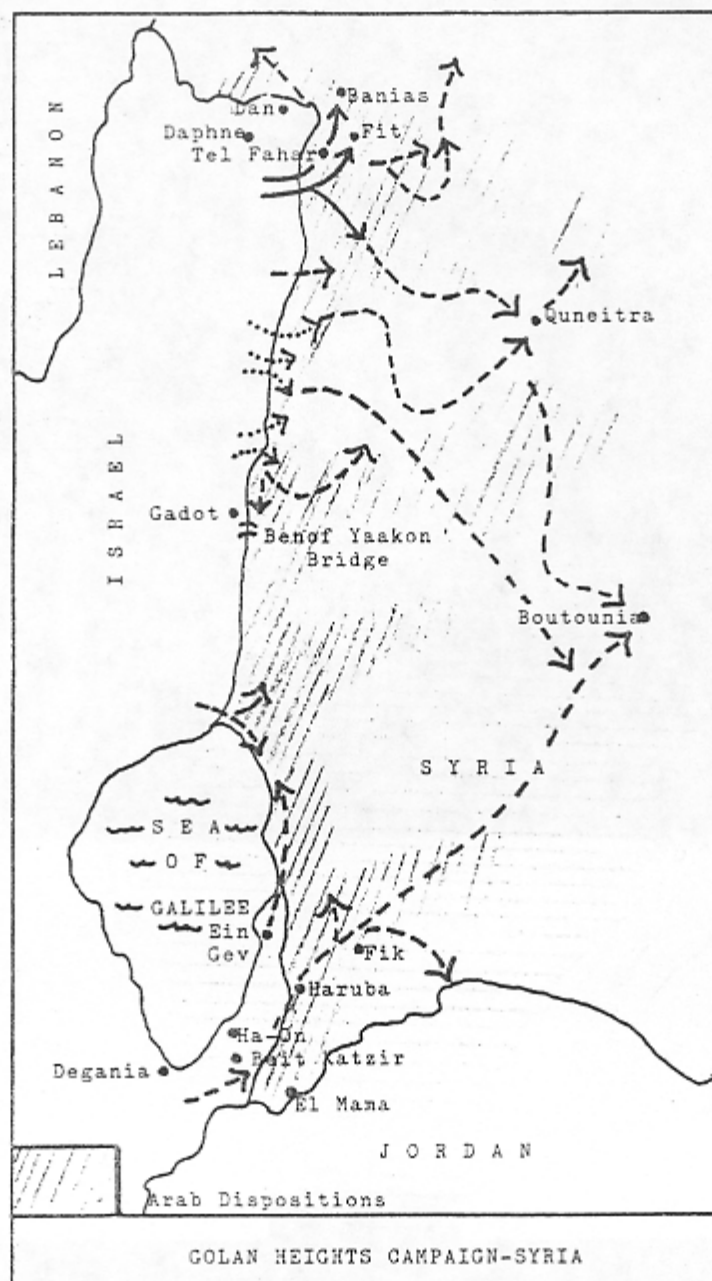 LEBANON
Banias
Dan
Daphne
Fit
Tel Fahar
Quneitra
ISRAEL
Gadot
Benof Yaakon
Bridge
Boutounia
SYRIA
SEA
OF
GALILEE
Ein
Gev
Fik
Haruba
Ha-On
Beit Katzir
Degania
El Mama
JORDAN
Arab Dispositions
GOLAN HEIGHTS CAMPAIGN-SYRIA